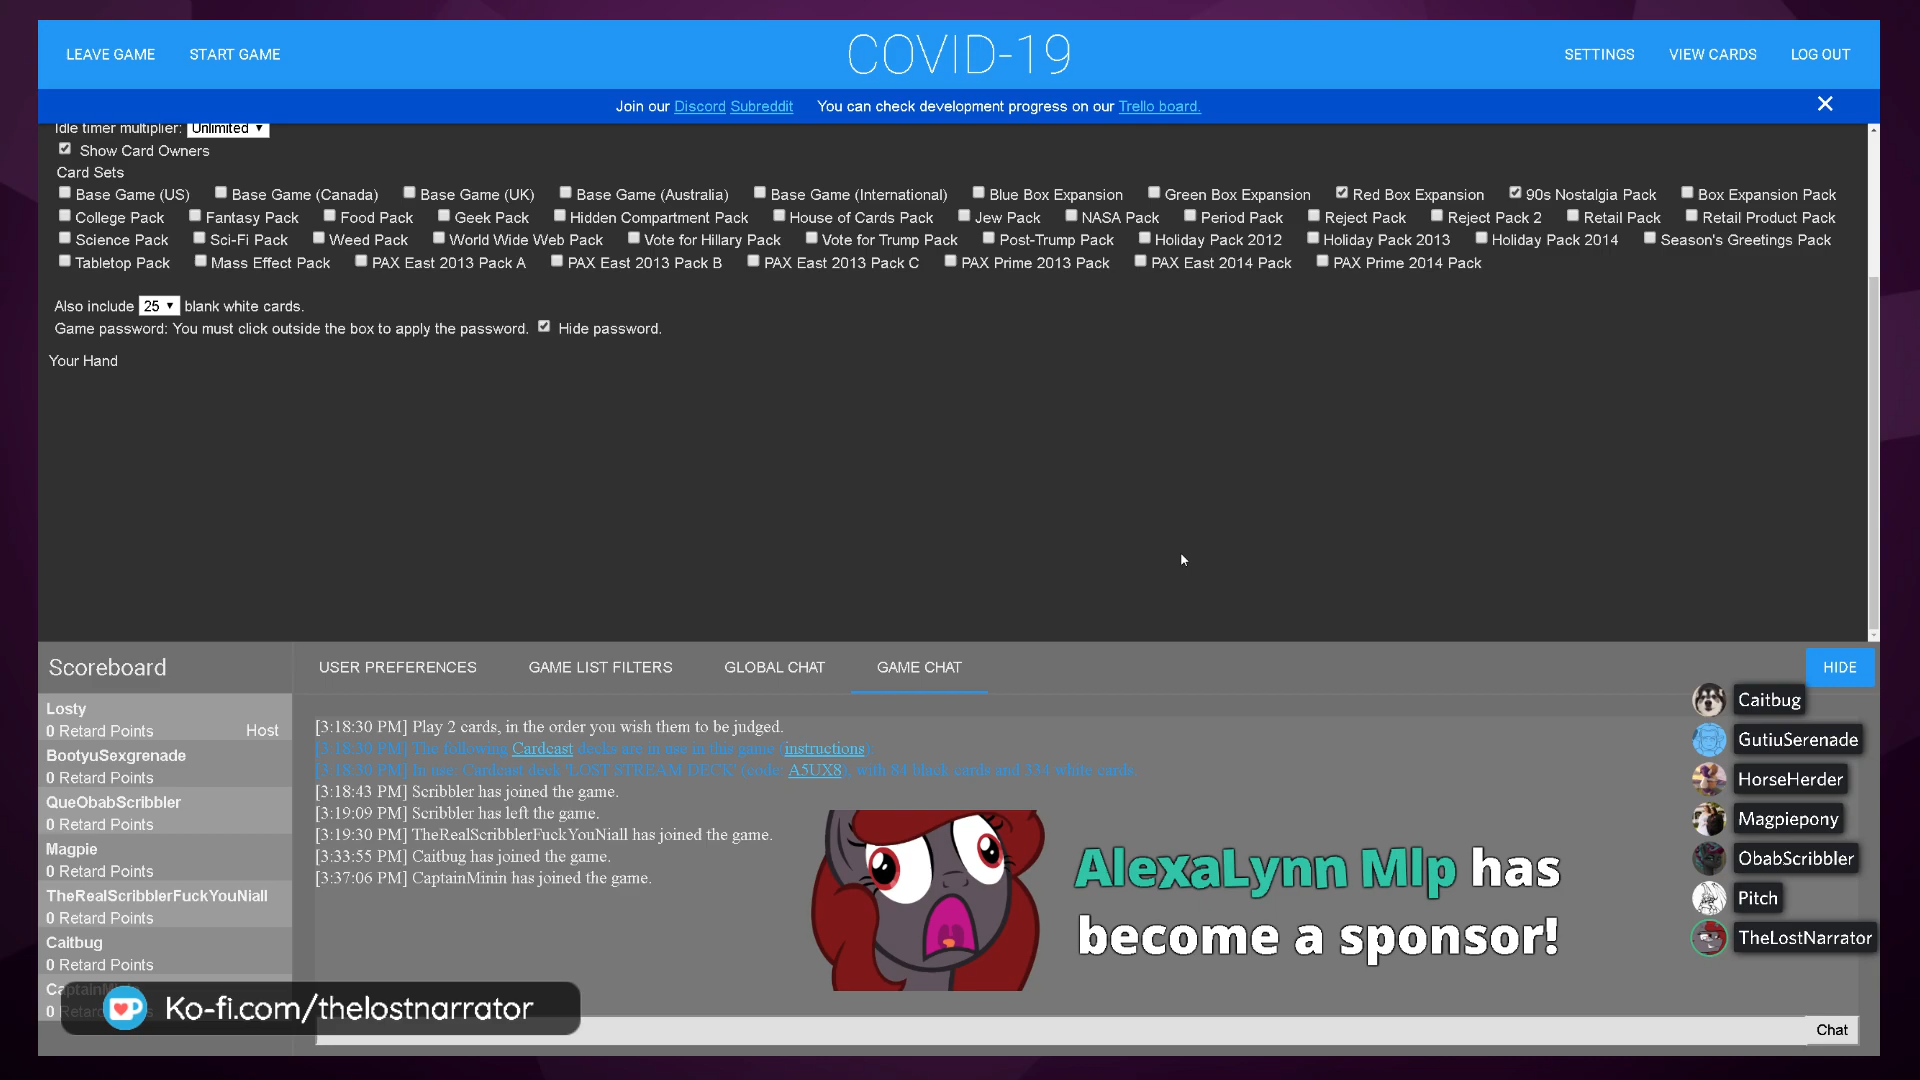 LEAVE GAME START GAME COVID-19 SETTINGS VIEW CARDS LOG OUT
Join our Discord Subreddit You can check development progress on our Trello board. ✕
Idle timer multiplier: Unlimited
Show Card Owners
Card Sets
Base Game (US) Base Game (Canada) Base Game (UK) Base Game (Australia) Base Game (International) Blue Box Expansion Green Box Expansion Red Box Expansion 90s Nostalgia Pack Box Expansion Pack
College Pack Fantasy Pack Food Pack Geek Pack Hidden Compartment Pack House of Cards Pack Jew Pack NASA Pack Period Pack Reject Pack Reject Pack 2 Retail Pack Retail Product Pack
Science Pack Sci-Fi Pack Weed Pack World Wide Web Pack Vote for Hillary Pack Vote for Trump Pack Post-Trump Pack Holiday Pack 2012 Holiday Pack 2013 Holiday Pack 2014 Season's Greetings Pack
Tabletop Pack Mass Effect Pack PAX East 2013 Pack A PAX East 2013 Pack B PAX East 2013 Pack C PAX Prime 2013 Pack PAX East 2014 Pack PAX Prime 2014 Pack
Also include 25 blank white cards.
Game password: You must click outside the box to apply the password. Hide password.
Your Hand
Scoreboard
Losty
0 Retard Points Host
BootyuSexgrenade
0 Retard Points
QueObabScribbler
0 Retard Points
Magpie
0 Retard Points
TheRealScribblerFuckYouNiall
0 Retard Points
Caitbug
0 Retard Points
USER PREFERENCES GAME LIST FILTERS GLOBAL CHAT GAME CHAT HIDE
[3:18:30 PM] Play 2 cards, in the order you wish them to be judged.
[3:18:30 PM] The following Cardcast decks are in use in this game (instructions).
[3:18:30 PM] In use: Cardcast deck 'LOST STREAM DECK' (code: A5UX8), with 84 black cards and 334 white cards.
[3:18:43 PM] Scribbler has joined the game.
[3:19:09 PM] Scribbler has left the game.
[3:19:30 PM] TheRealScribblerFuckYouNiall has joined the game.
[3:33:55 PM] Caitbug has joined the game.
[3:37:06 PM] CaptainMinin has joined the game.
AlexaLynn Mlp has
become a sponsor!
Caitbug
GutiuSerenade
HorseHerder
Magpiepony
ObabScribbler
Pitch
TheLostNarrator
Ko-fi.com/thelostnarrator
Chat